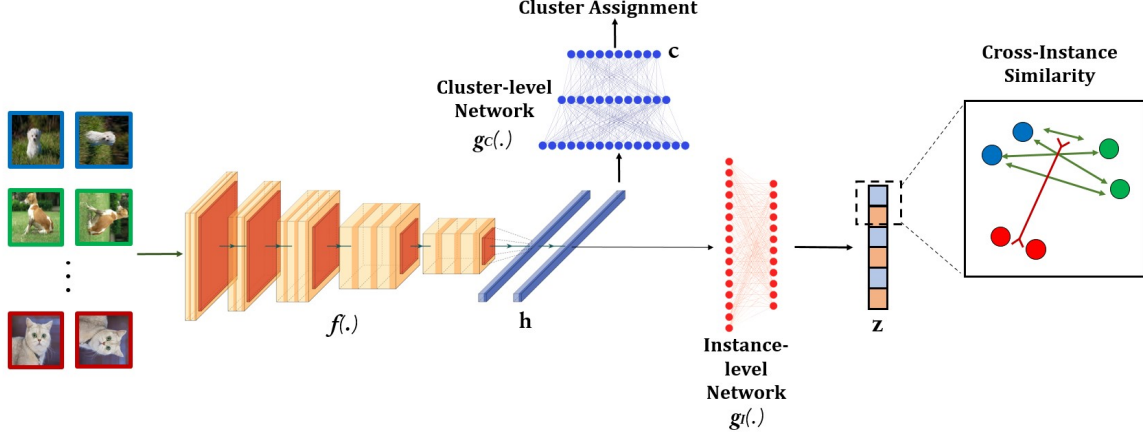 Cluster Assignment
c
Cluster-level
Network
gC(.)
Cross-Instance
Similarity
f(.)
h
Instance-
level
Network
gI(.)
z